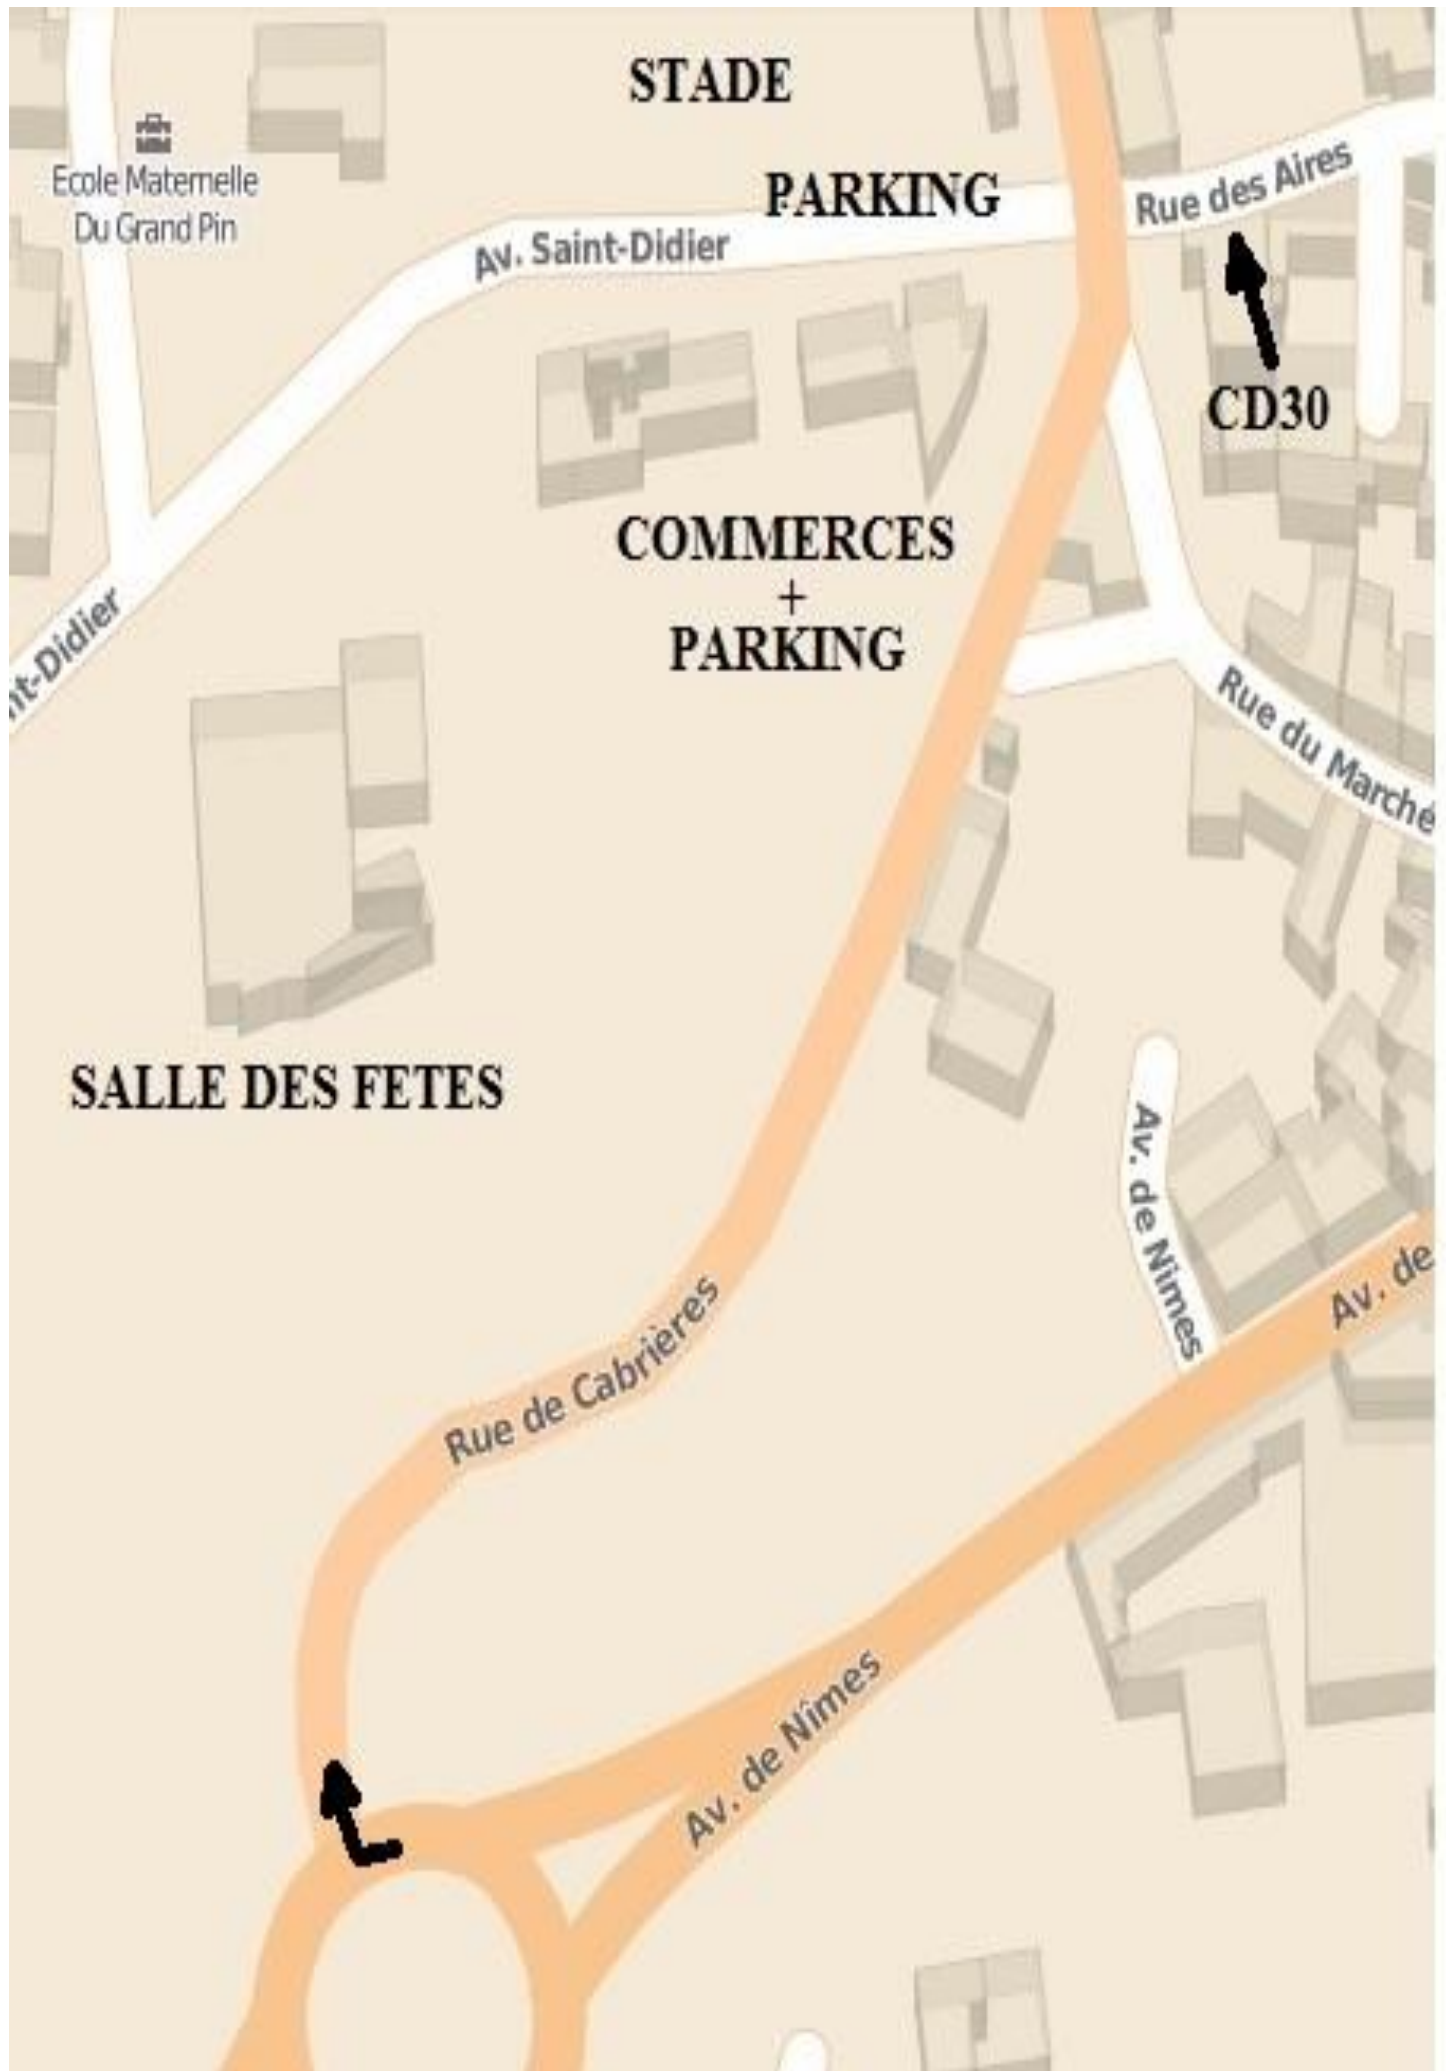 STADE
Ecole Maternelle
Du Grand Pin
PARKING
Rue des Aires
Av. Saint-Didier
CD30
COMMERCES
+
PARKING
nt-Didier
Rue du Marché
SALLE DES FETES
Av. de Nîmes
Av. de
Rue de Cabrières
Av. de Nîmes